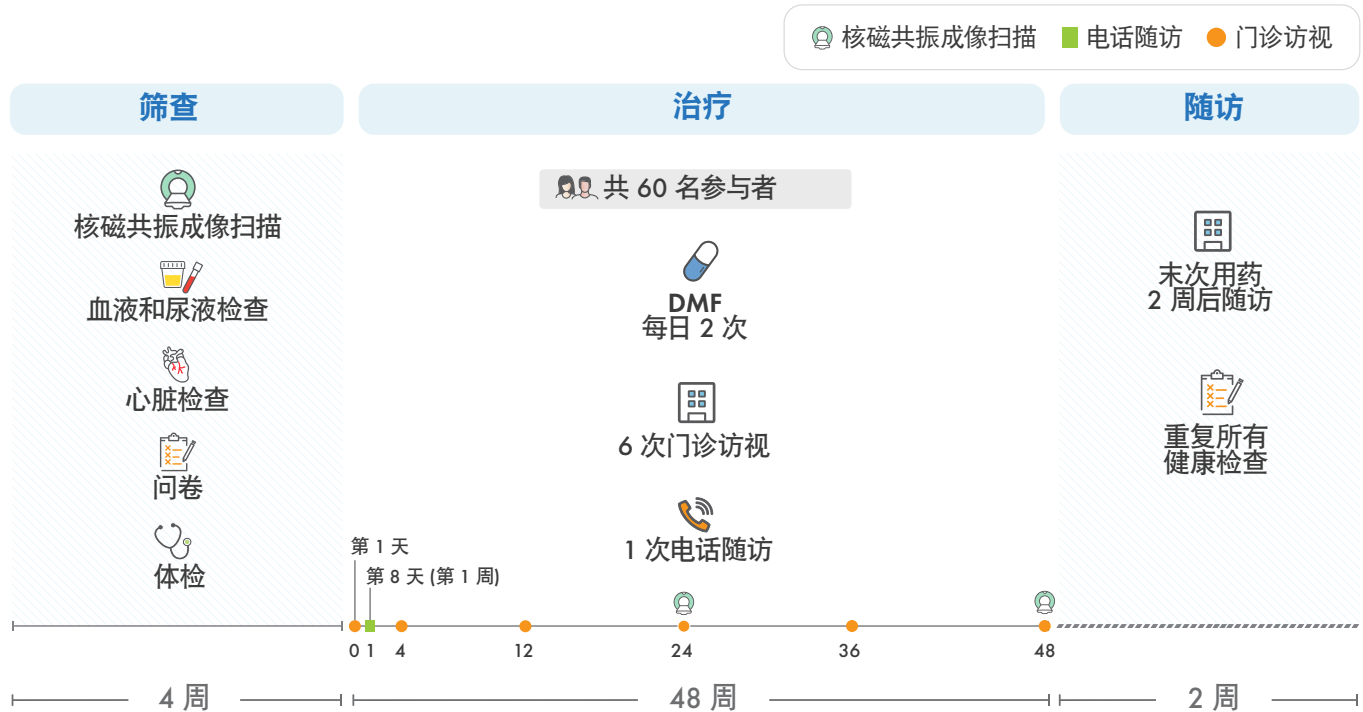 核磁共振成像扫描 电话随访 门诊访视
筛查 治疗 随访
核磁共振成像扫描
血液和尿液检查
心脏检查
问卷
体检
共 60 名参与者
DMF
每日 2 次
6 次门诊访视
1 次电话随访
末次用药
2 周后随访
重复所有
健康检查
第 1 天
第 8 天 (第 1 周)
0 1 4 12 24 36 48
4 周 48 周 2 周